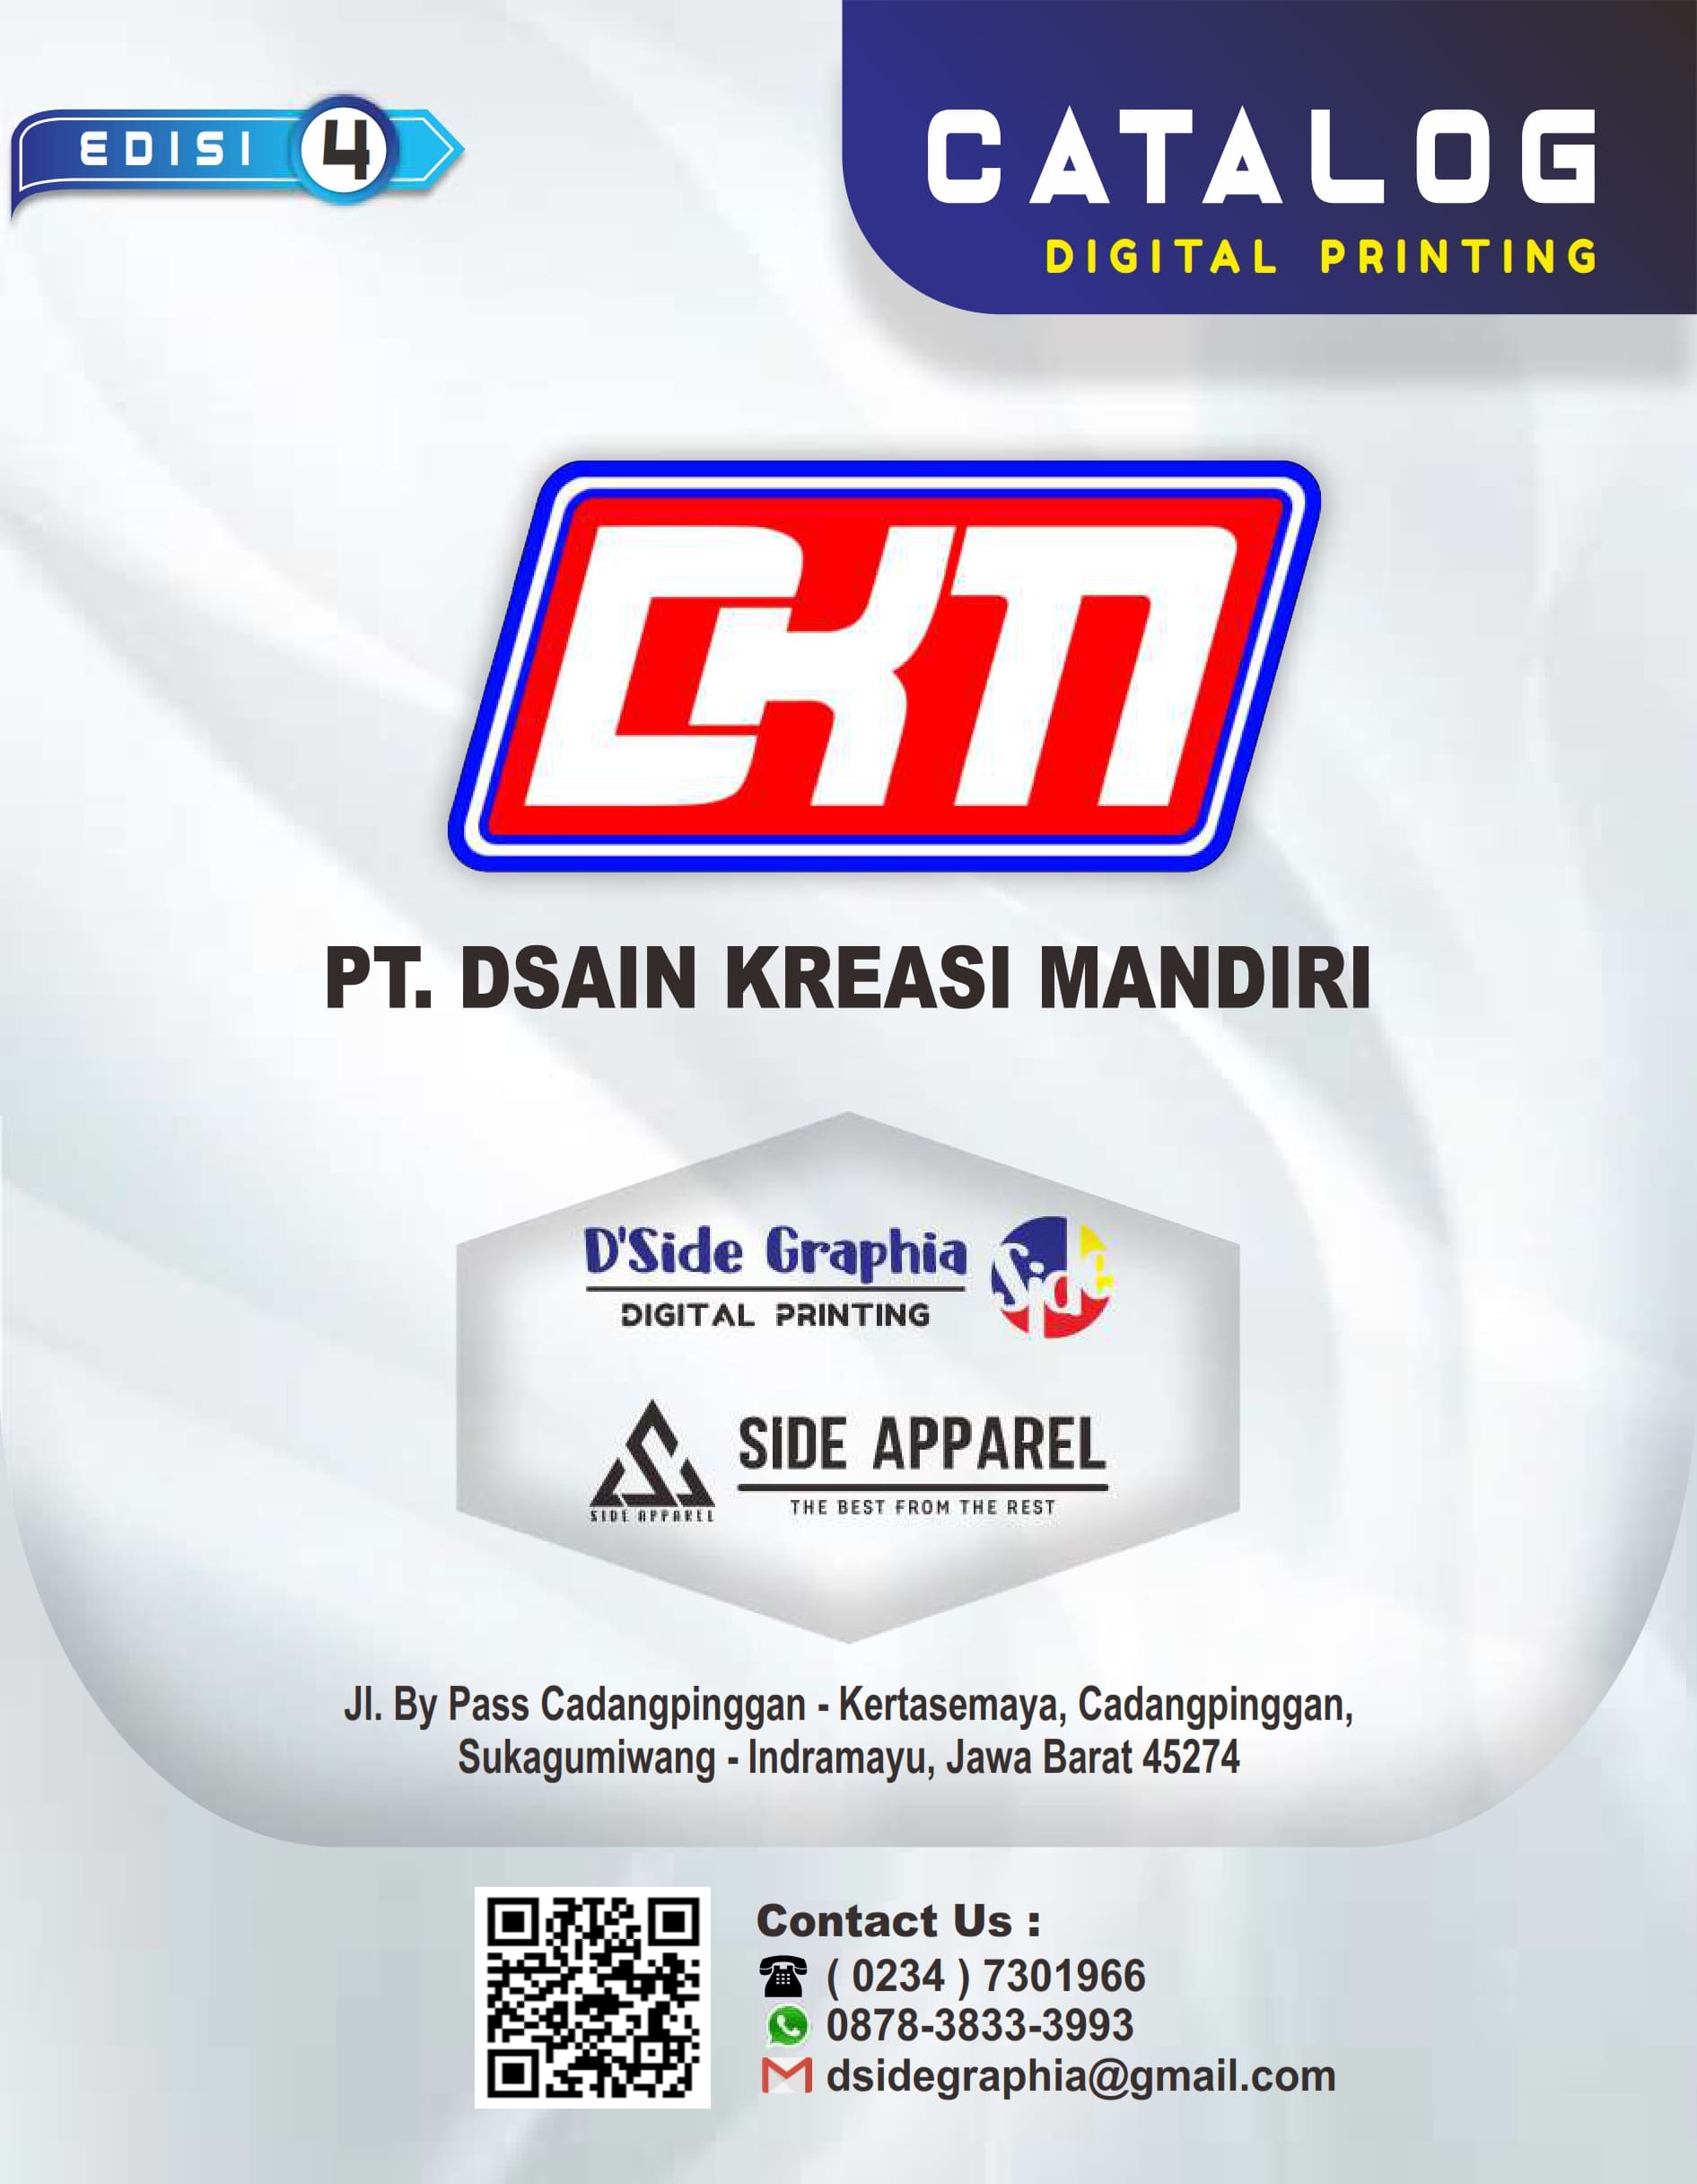 EDISI 4
CATALOG
DIGITAL PRINTING
DKM
PT. DSAIN KREASI MANDIRI
D'Side Graphia
DIGITAL PRINTING
Side
SIDE APPAREL
THE BEST FROM THE REST
SIDE APPAREL
Jl. By Pass Cadangpinggan - Kertasemaya, Cadangpinggan,
Sukagumiwang - Indramayu, Jawa Barat 45274
Contact Us :
( 0234 ) 7301966
0878-3833-3993
dsidegraphia@gmail.com